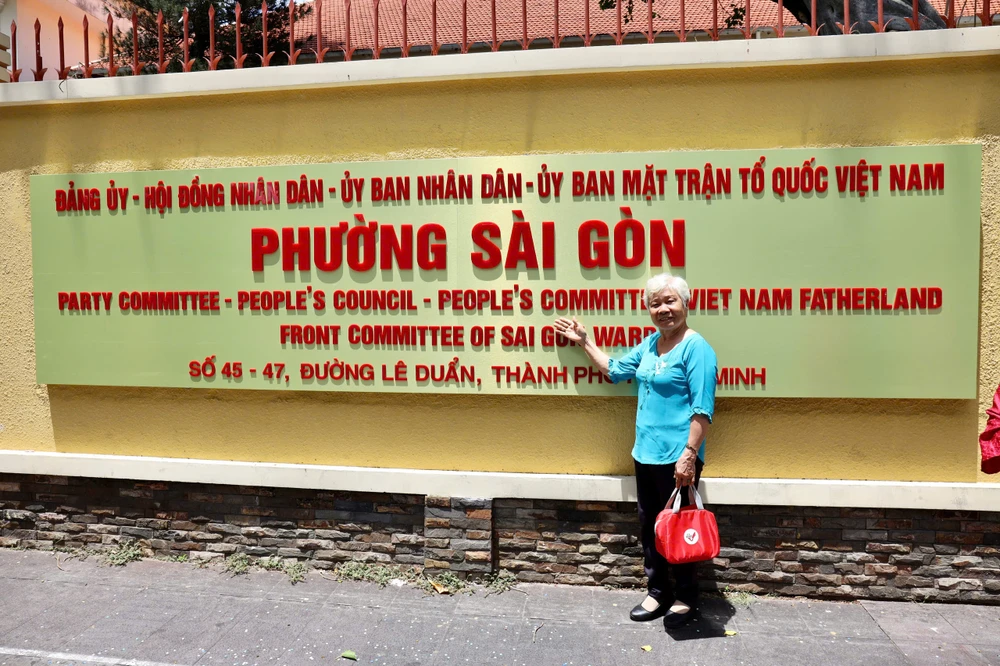 ĐẢNG ỦY - HỘI ĐỒNG NHÂN DÂN - ỦY BAN NHÂN DÂN - ỦY BAN MẶT TRẬN TỔ QUỐC VIỆT NAM
PHƯỜNG SÀI GÒN
PARTY COMMITTEE - PEOPLE'S COUNCIL - PEOPLE'S COMMITTE VIET NAM FATHERLAND
FRONT COMMITTEE OF SAI GON WARD
SỐ 45 - 47, ĐƯỜNG LÊ DUẨN, THÀNH PHỐ MINH